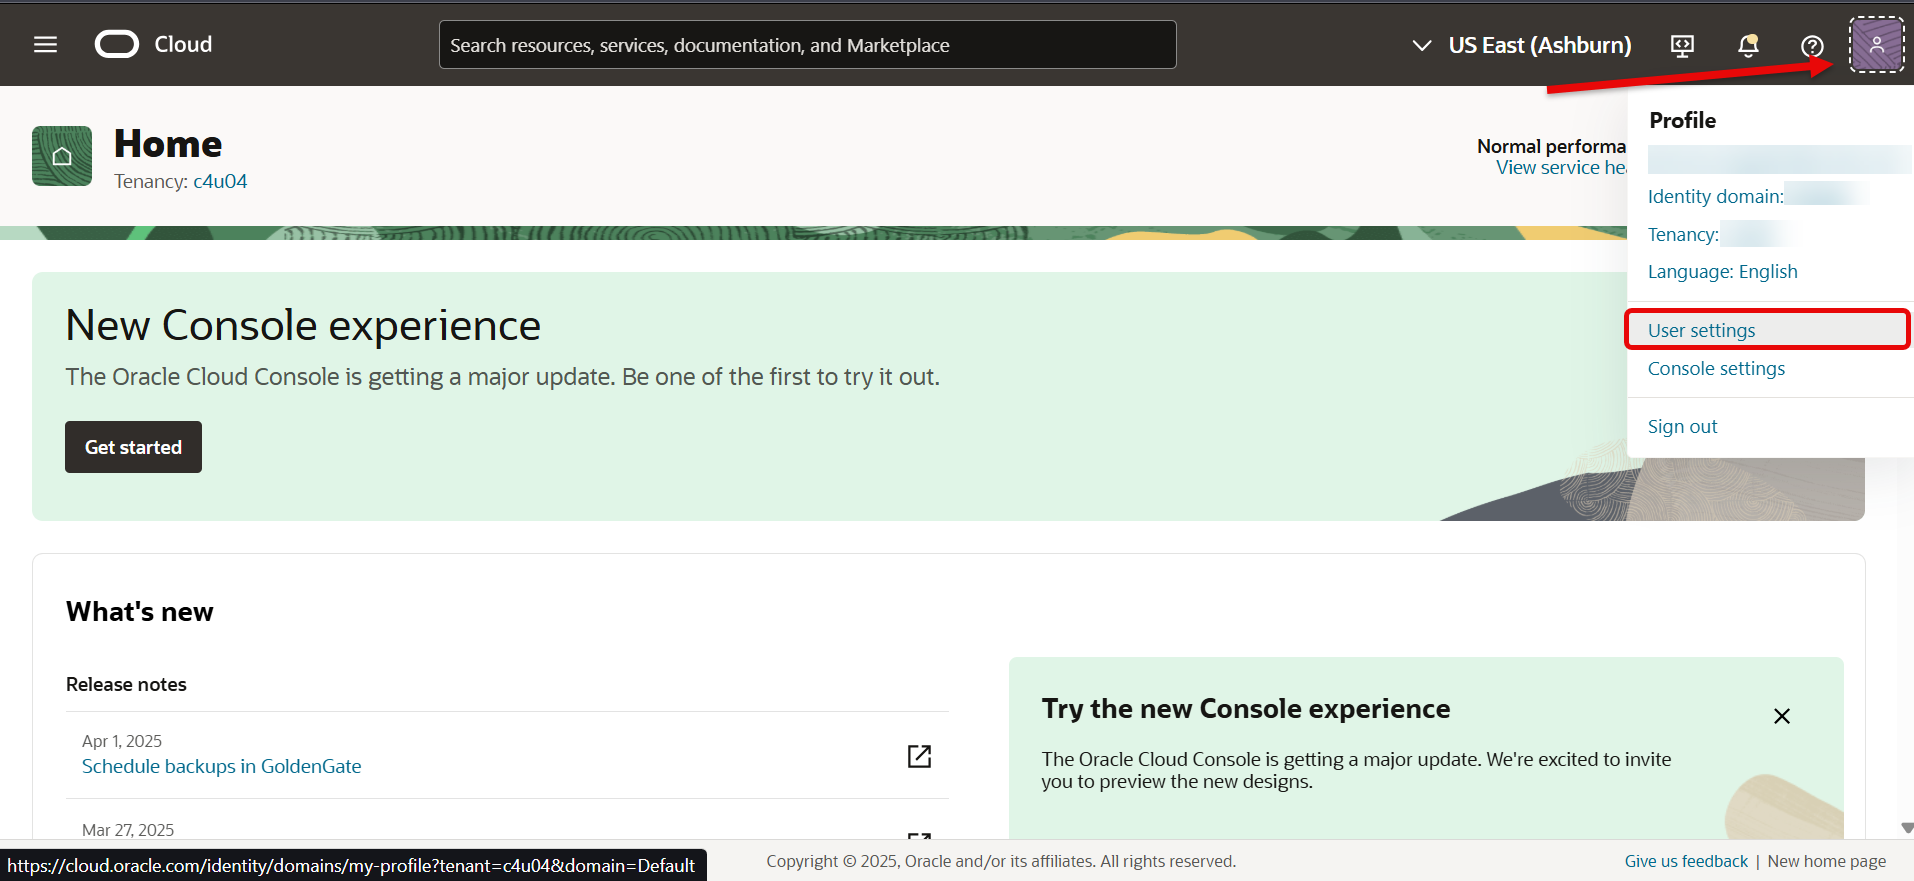 Cloud
Search resources, services, documentation, and Marketplace
US East (Ashburn)
Home
Tenancy: c4u04
Normal performa
View service hea
Profile
Identity domain:
Tenancy:
Language: English
User settings
Console settings
Sign out
New Console experience
The Oracle Cloud Console is getting a major update. Be one of the first to try it out.
Get started
What's new
Release notes
Apr 1, 2025
Schedule backups in GoldenGate
Mar 27, 2025
Try the new Console experience
The Oracle Cloud Console is getting a major update. We're excited to invite
you to preview the new designs.
https://cloud.oracle.com/identity/domains/my-profile?tenant=c4u04&domain=Default
Copyright © 2025, Oracle and/or its affiliates. All rights reserved.
Give us feedback | New home page